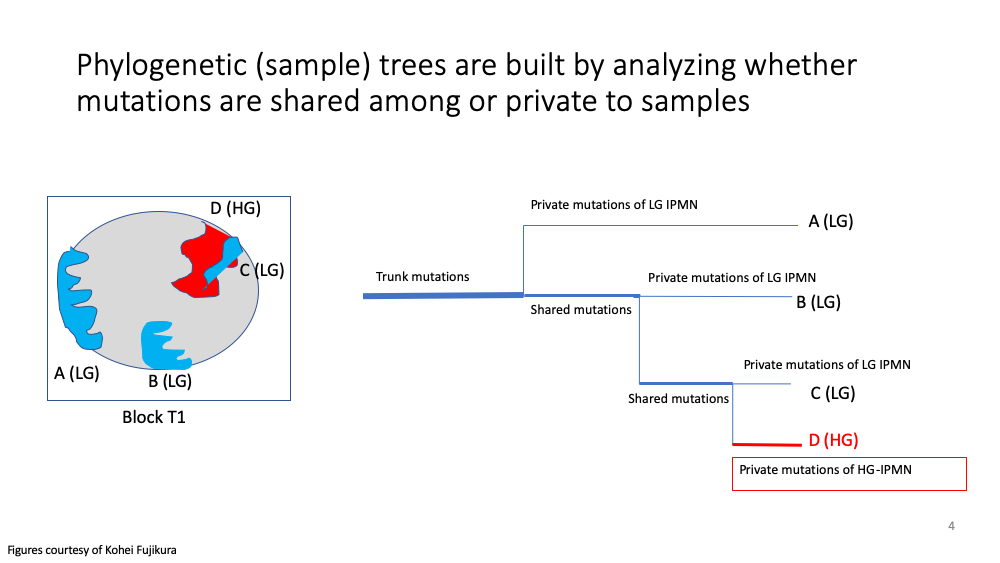 Phylogenetic (sample) trees are built by analyzing whether
mutations are shared among or private to samples
D (HG)
C (LG)
A (LG)
B (LG)
Block T1
Private mutations of LG IPMN
A (LG)
Trunk mutations
Private mutations of LG IPMN
B (LG)
Shared mutations
Private mutations of LG IPMN
C (LG)
Shared mutations
D (HG)
Private mutations of HG-IPMN
4
Figures courtesy of Kohei Fujikura